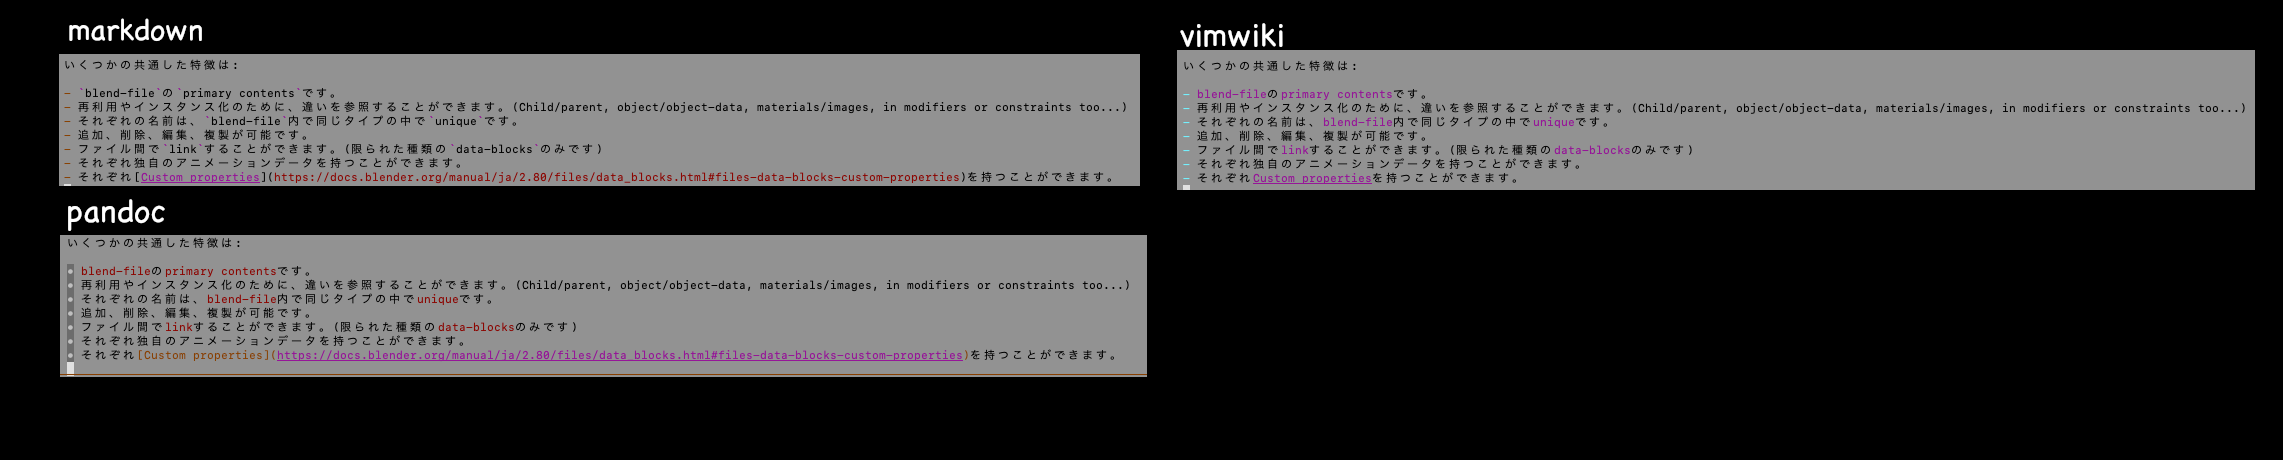 markdown
いくつかの共通した特徴は:
- `blend-file`の`primary contents`です。
- 再利用やインスタンス化のために、違いを参照することができます。(Child/parent, object/object-data, materials/images, in modifiers or constraints too...)
- それぞれの名前は、`blend-file`内で同じタイプの中で`unique`です。
- 追加、削除、編集、複製が可能です。
- ファイル間で`link`することができます。(限られた種類の`data-blocks`のみです)
- それぞれ独自のアニメーションデータを持つことができます。
- それぞれ[Custom properties](https://docs.blender.org/manual/ja/2.80/files/data_blocks.html#files-data-blocks-custom-properties)を持つことができます。
pandoc
いくつかの共通した特徴は:
• blend-fileのprimary contentsです。
• 再利用やインスタンス化のために、違いを参照することができます。(Child/parent, object/object-data, materials/images, in modifiers or constraints too...)
• それぞれの名前は、blend-file内で同じタイプの中でuniqueです。
• 追加、削除、編集、複製が可能です。
• ファイル間でlinkすることができます。(限られた種類のdata-blocksのみです)
• それぞれ独自のアニメーションデータを持つことができます。
• それぞれ[Custom properties](https://docs.blender.org/manual/ja/2.80/files/data_blocks.html#files-data-blocks-custom-properties)を持つことができます。
vimwiki
いくつかの共通した特徴は:
- blend-fileのprimary contentsです。
- 再利用やインスタンス化のために、違いを参照することができます。(Child/parent, object/object-data, materials/images, in modifiers or constraints too...)
- それぞれの名前は、blend-file内で同じタイプの中でuniqueです。
- 追加、削除、編集、複製が可能です。
- ファイル間でlinkすることができます。(限られた種類のdata-blocksのみです)
- それぞれ独自のアニメーションデータを持つことができます。
- それぞれCustom propertiesを持つことができます。